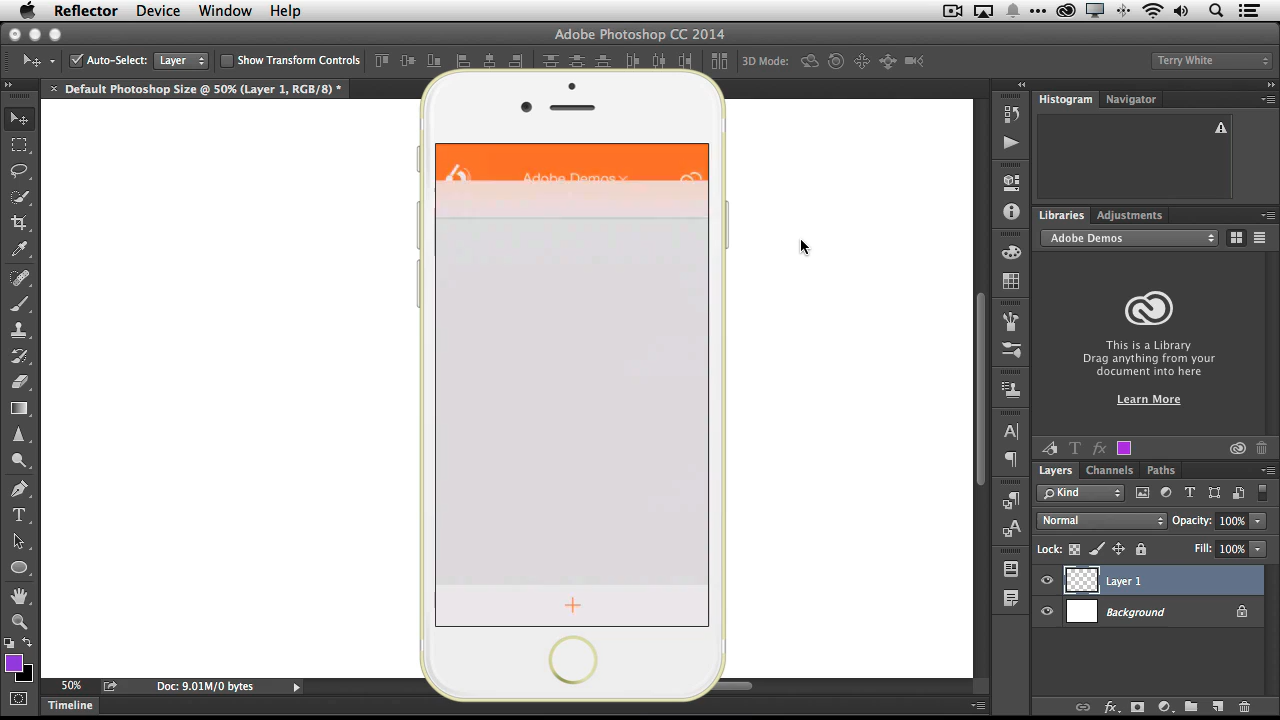 Reflector Device Window Help
Adobe Photoshop CC 2014
Auto-Select: Layer Show Transform Controls 3D Mode: Terry White
Default Photoshop Size @ 50% (Layer 1, RGB/8) *
Histogram Navigator
Adobe Demos
Libraries Adjustments
Adobe Demos
This is a Library
Drag anything from your
document into here
Learn More
Layers Channels Paths
Kind
Normal Opacity: 100%
Lock: Fill: 100%
Layer 1
Background
50% Doc: 9.01M/0 bytes
Timeline